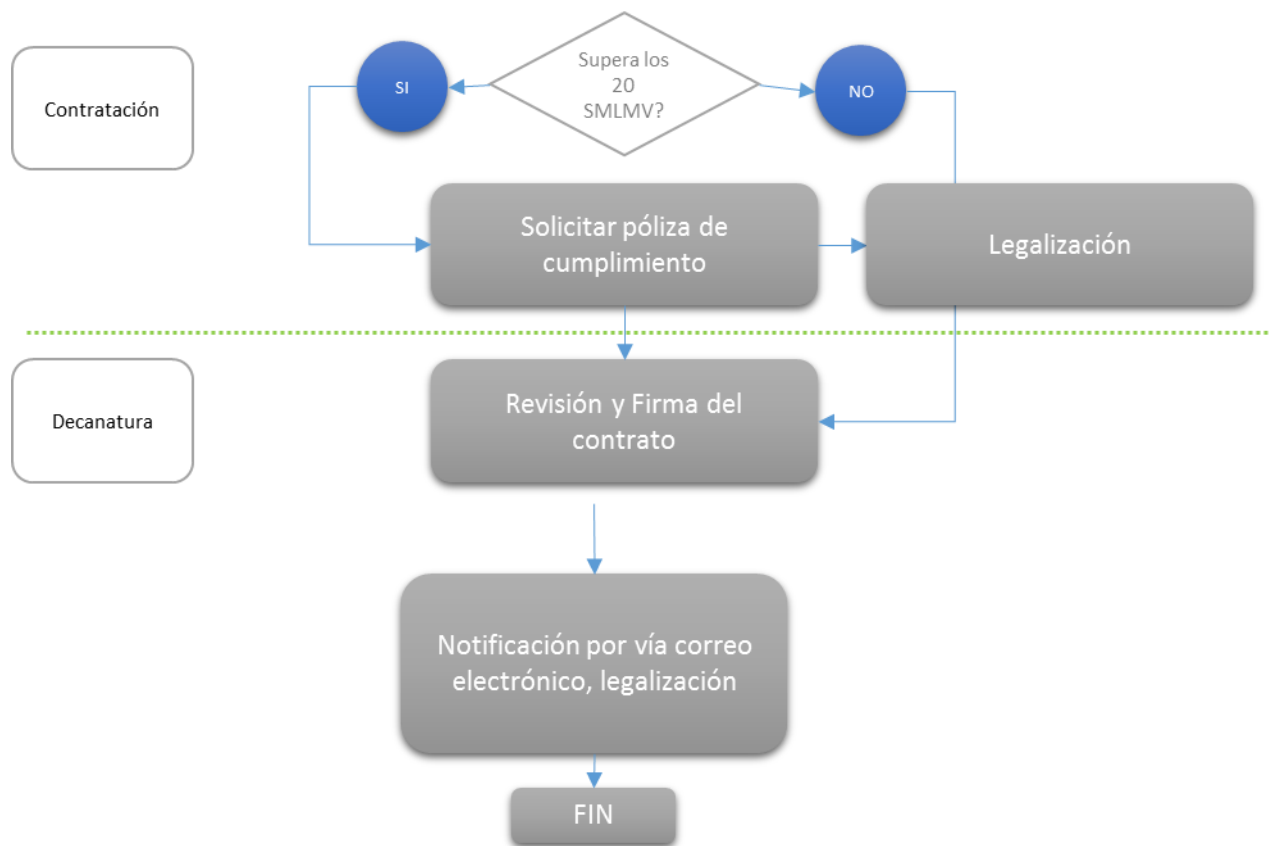 Contratación
SI
Supera los
20
SMLMV?
NO
Solicitar póliza de
cumplimiento
Legalización
Decanatura
Revisión y Firma del
contrato
Notificación por vía correo
electrónico, legalización
FIN